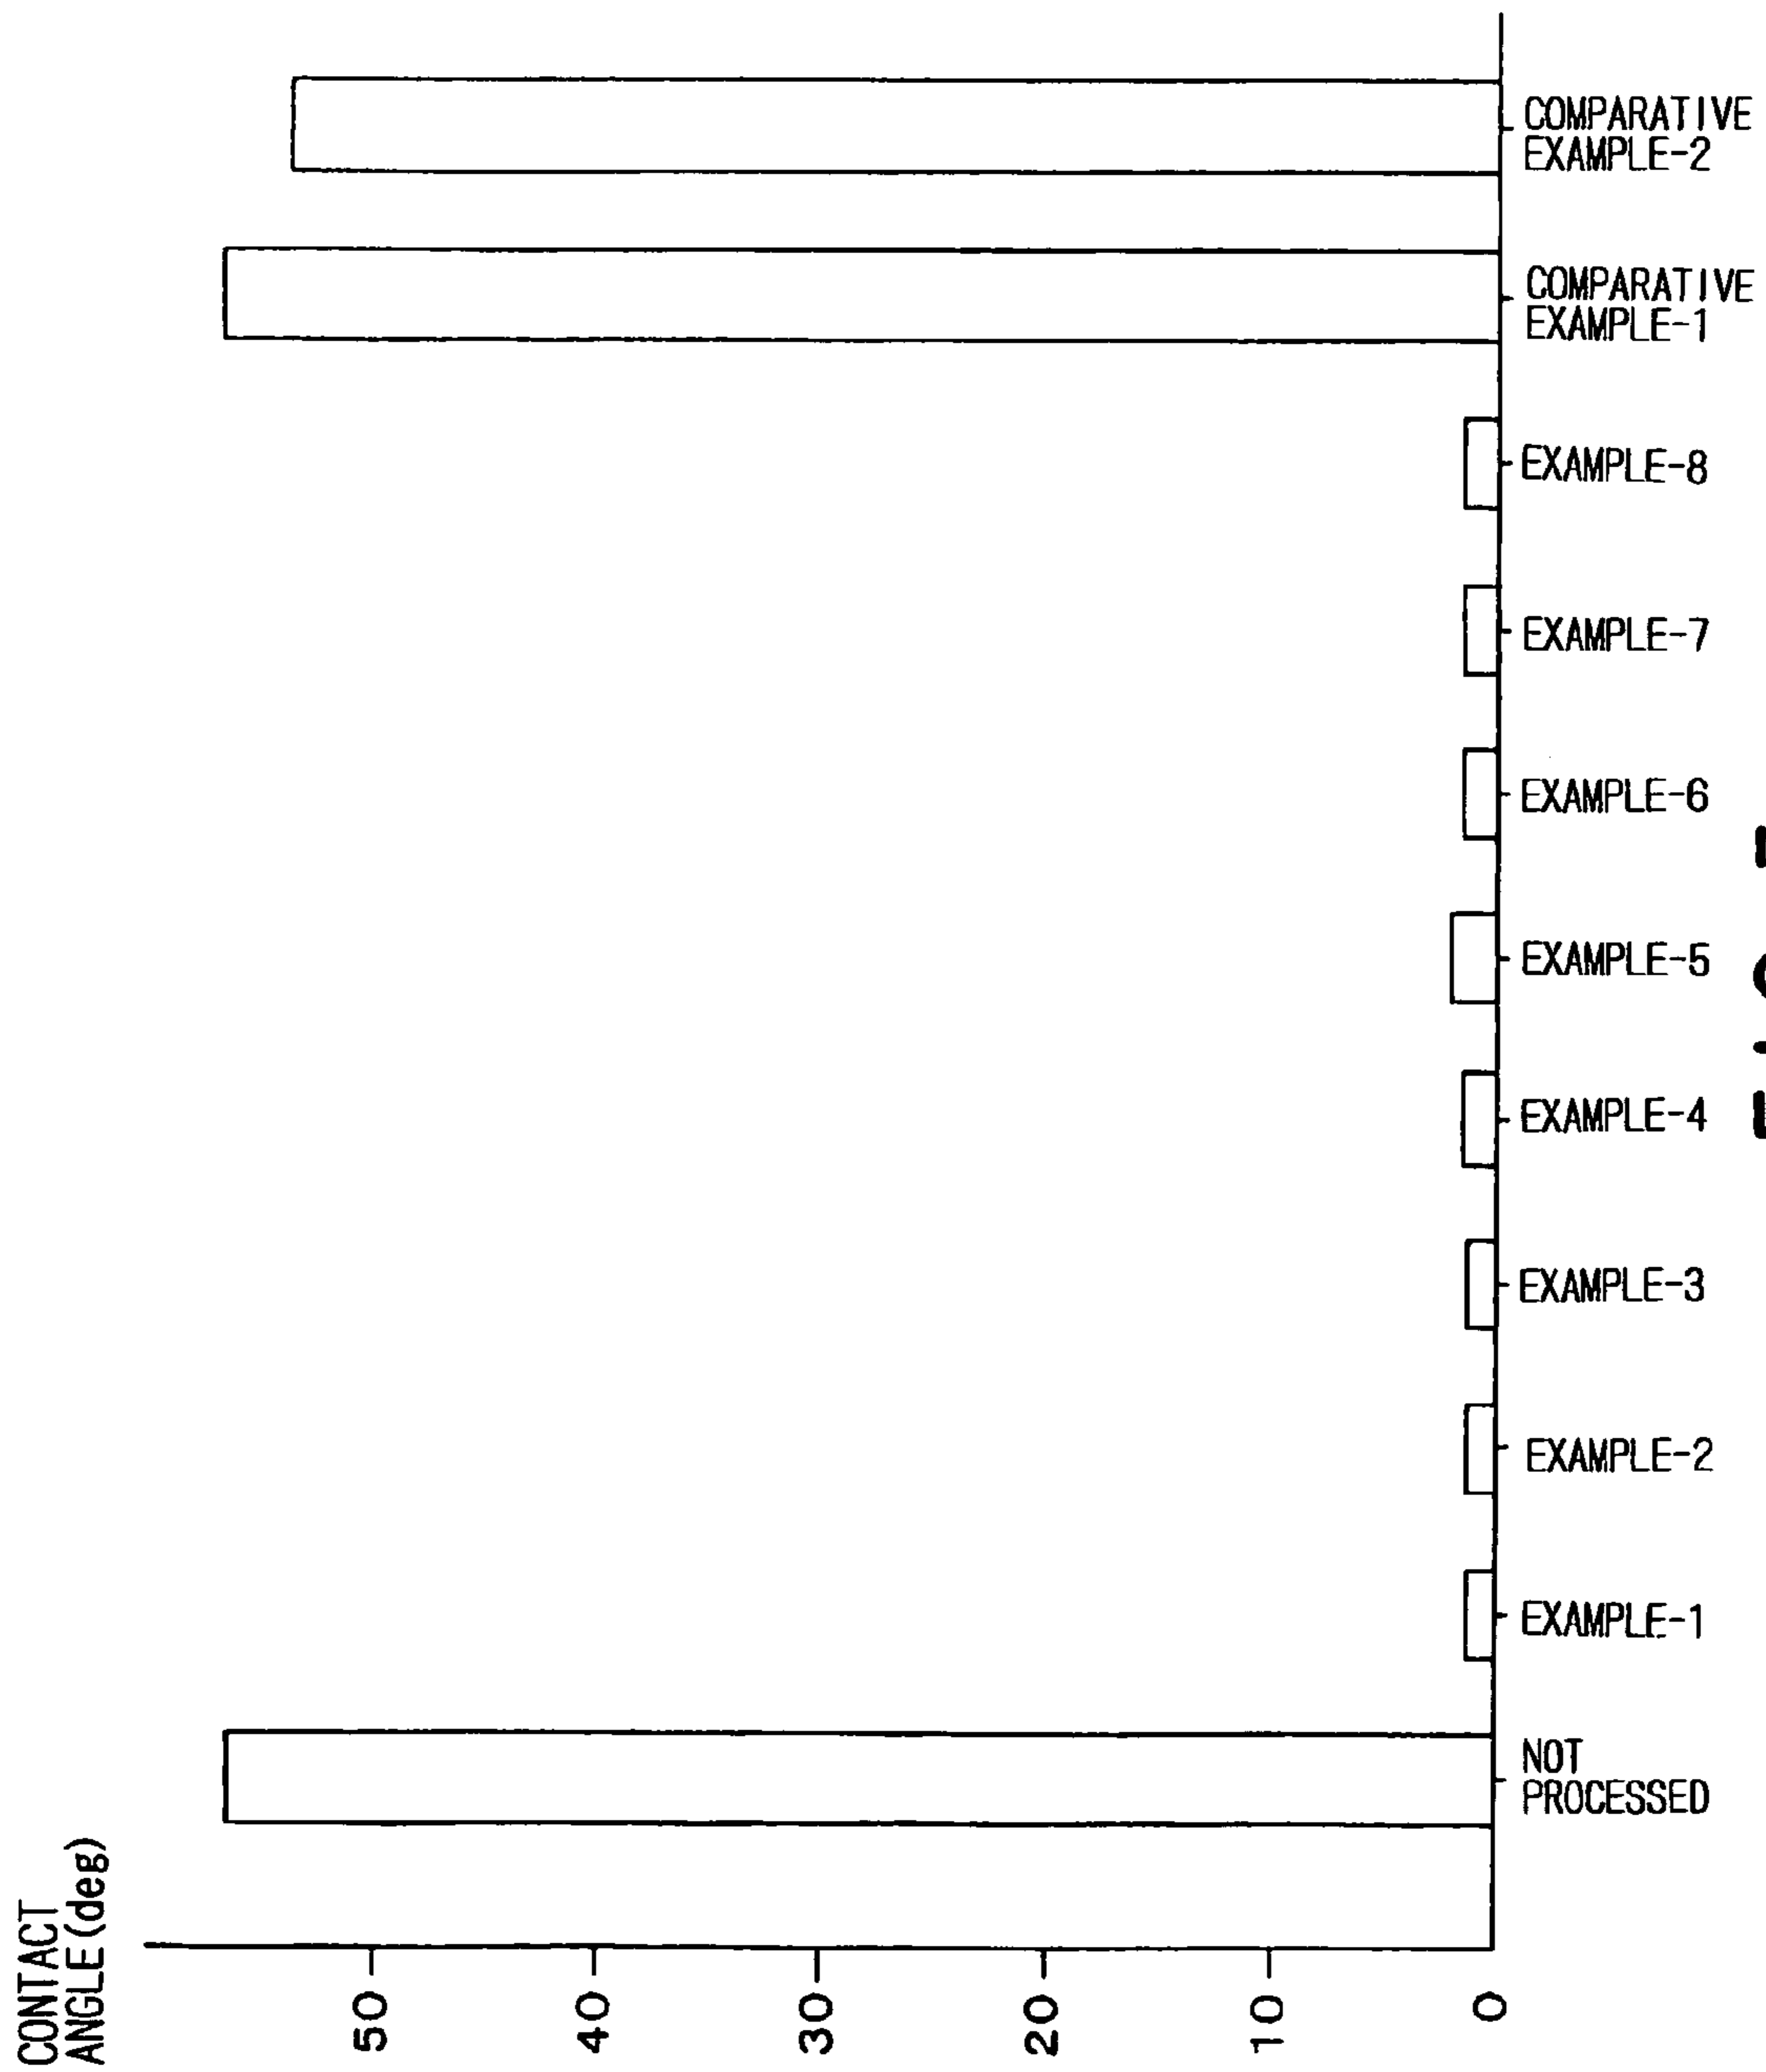 CONTACT
ANGLE(deg)
50
40
30
20
10
0
NOT
PROCESSED
EXAMPLE-1
EXAMPLE-2
EXAMPLE-3
EXAMPLE-4
EXAMPLE-5
EXAMPLE-6
EXAMPLE-7
EXAMPLE-8
COMPARATIVE
EXAMPLE-1
COMPARATIVE
EXAMPLE-2